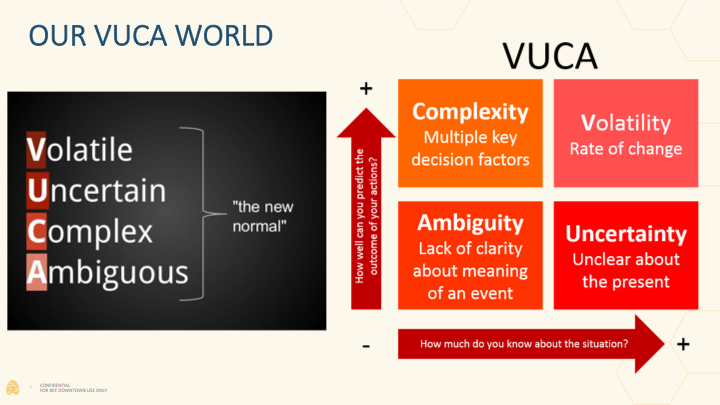 OUR VUCA WORLD
Volatile
Uncertain
Complex
Ambiguous
"the new
normal"
VUCA
+
How well can you predict the
outcome of your actions?
Complexity
Multiple key
decision factors
Volatility
Rate of change
Ambiguity
Lack of clarity
about meaning
of an event
Uncertainty
Unclear about
the present
-
How much do you know about the situation?
+
CONFIDENTIAL
FOR BEE DOWNTOWN USE ONLY